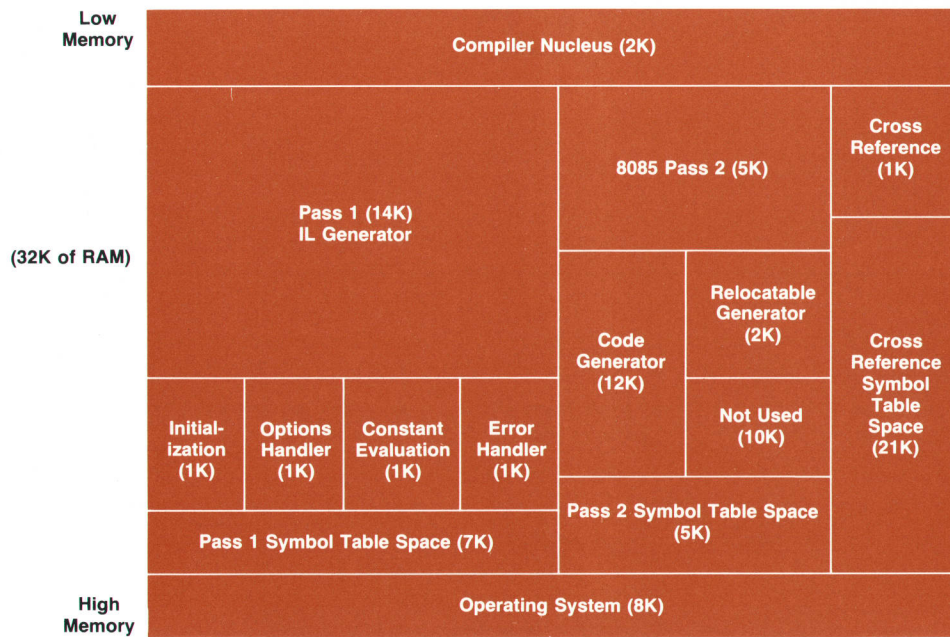 Low
Memory
Compiler Nucleus (2K)
Pass 1 (14K)
IL Generator
8085 Pass 2 (5K)
Cross
Reference
(1K)
(32K of RAM)
Code
Generator
(12K)
Relocatable
Generator
(2K)
Not Used
(10K)
Cross
Reference
Symbol
Table
Space
(21K)
Initial-
ization
(1K)
Options
Handler
(1K)
Constant
Evaluation
(1K)
Error
Handler
(1K)
Pass 1 Symbol Table Space (7K)
Pass 2 Symbol Table Space
(5K)
High
Memory
Operating System (8K)